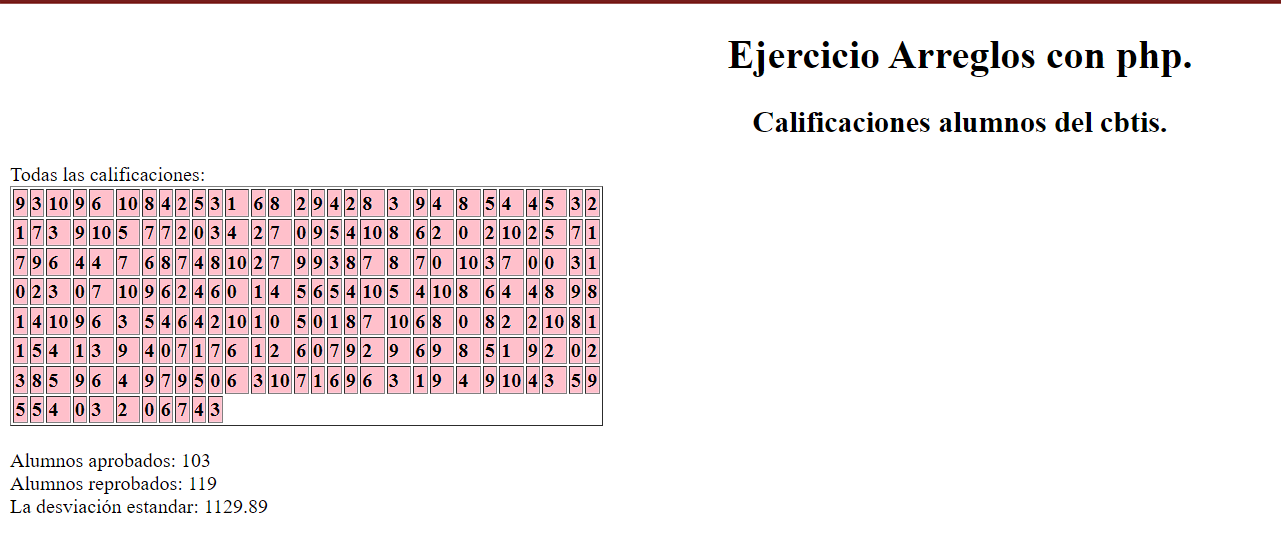 Ejercicio Arreglos con php.
Calificaciones alumnos del cbtis.
Todas las calificaciones:
9 3 10 9 6 10 8 4 2 5 3 1 6 8 2 9 4 2 8 3 9 4 8 5 4 4 5 3 2
1 7 3 9 10 5 7 7 2 0 3 4 2 7 0 9 5 4 10 8 6 2 0 2 10 2 5 7 1
7 9 6 4 4 7 6 8 7 4 8 10 2 7 9 9 3 8 7 8 7 0 10 3 7 0 0 3 1
0 2 3 0 7 10 9 6 2 4 6 0 1 4 5 6 5 4 10 5 4 10 8 6 4 4 8 9 8
1 4 10 9 6 3 5 4 6 4 2 10 1 0 5 0 1 8 7 10 6 8 0 8 2 2 10 8 1
1 5 4 1 3 9 4 0 7 1 7 6 1 2 6 0 7 9 2 9 6 9 8 5 1 9 2 0 2
3 8 5 9 6 4 9 7 9 5 0 6 3 10 7 1 6 9 6 3 1 9 4 9 10 4 3 5 9
5 5 4 0 3 2 0 6 7 4 3
Alumnos aprobados: 103
Alumnos reprobados: 119
La desviación estandar: 1129.89